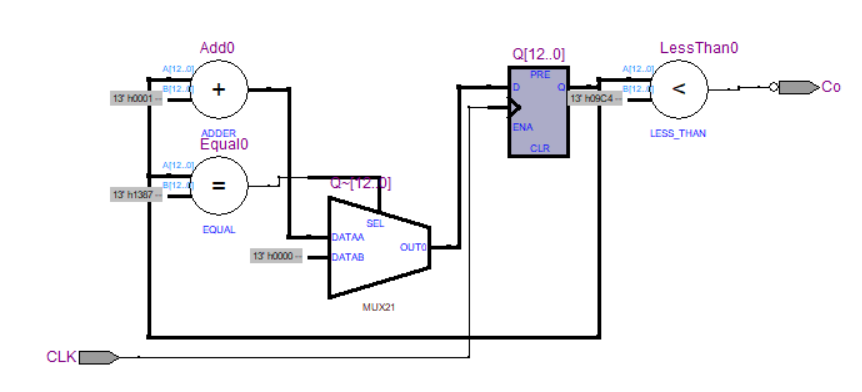 Add0
A[12..0]
B[12..0]
13' h0001 --
+
ADDER
Equal0
A[12..0]
B[12..0]
13' h1387 --
=
EQUAL
Q~[12..0]
SEL
DATAA
DATAB
OUT0
13' h0000 --
MUX21
Q[12..0]
PRE
D
Q
ENA
CLR
LessThan0
A[12..0]
B[12..0]
13' h09C4 --
<
LESS_THAN
Co
CLK